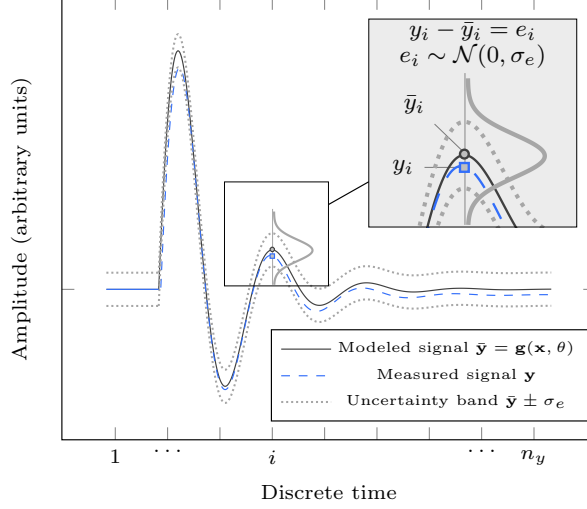 y_i − ȳ_i = e_i
e_i ∼ 𝒩(0, σ_e)
ȳ_i
y_i
Amplitude (arbitrary units)
Modeled signal ȳ = g(x, θ)
Measured signal y
Uncertainty band ȳ ± σ_e
1 ⋯ i ⋯ n_y
Discrete time